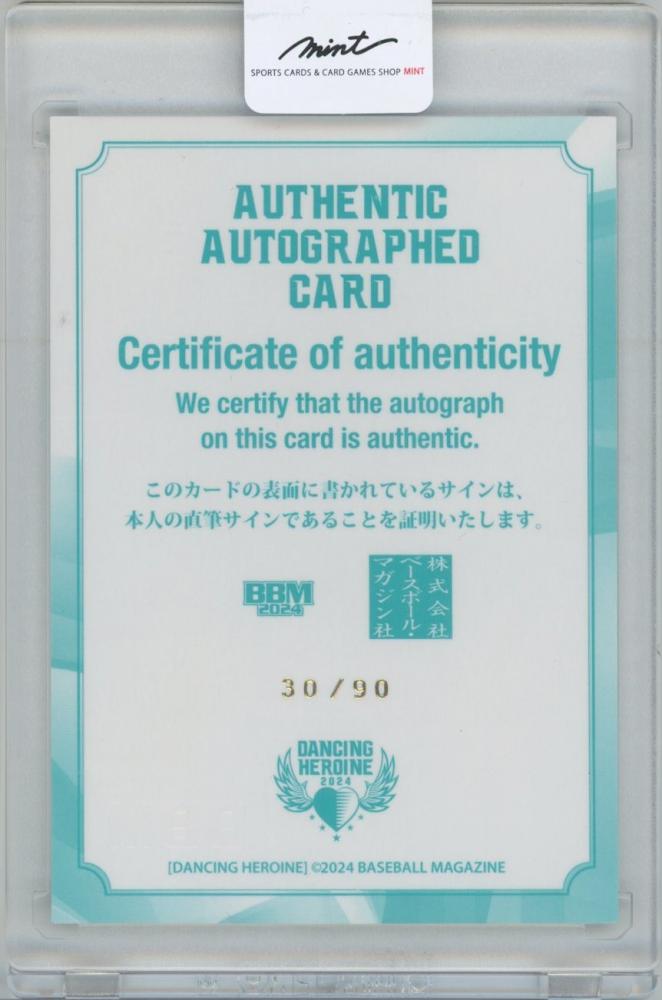 mint
SPORTS CARDS & CARD GAMES SHOP MINT
AUTHENTIC
AUTOGRAPHED
CARD
Certificate of authenticity
We certify that the autograph
on this card is authentic.
このカードの表面に書かれているサインは、
本人の直筆サインであることを証明いたします。
BBM
2024
株式会社
ベースボール・
マガジン社
30/90
DANCING
HEROINE
2024
[DANCING HEROINE] ©2024 BASEBALL MAGAZINE